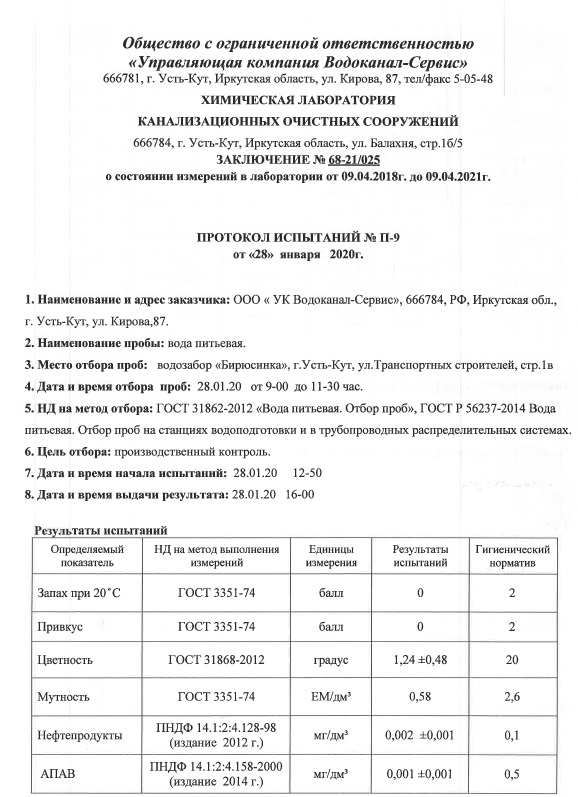 Общество с ограниченной ответственностью
«Управляющая компания Водоканал-Сервис»
666781, г. Усть-Кут, Иркутская область, ул. Кирова, 87, тел/факс 5-05-48
ХИМИЧЕСКАЯ ЛАБОРАТОРИЯ
КАНАЛИЗАЦИОННЫХ ОЧИСТНЫХ СООРУЖЕНИЙ
666784, г. Усть-Кут, Иркутская область, ул. Балахня, стр.1б/5
ЗАКЛЮЧЕНИЕ № 68-21/025
о состоянии измерений в лаборатории от 09.04.2018г. до 09.04.2021г.
ПРОТОКОЛ ИСПЫТАНИЙ № П-9
от «28» января 2020г.
1. Наименование и адрес заказчика: ООО « УК Водоканал-Сервис», 666784, РФ, Иркутская обл.,
г. Усть-Кут, ул. Кирова,87.
2. Наименование пробы: вода питьевая.
3. Место отбора проб: водозабор «Бирюсинка», г.Усть-Кут, ул.Транспортных строителей, стр.1в
4. Дата и время отбора проб: 28.01.20 от 9-00 до 11-30 час.
5. НД на метод отбора: ГОСТ 31862-2012 «Вода питьевая. Отбор проб», ГОСТ Р 56237-2014 Вода
питьевая. Отбор проб на станциях водоподготовки и в трубопроводных распределительных системах.
6. Цель отбора: производственный контроль.
7. Дата и время начала испытаний: 28.01.20 12-50
8. Дата и время выдачи результата: 28.01.20 16-00
Результаты испытаний
Определяемый показатель НД на метод выполнения измерений Единицы измерения Результаты испытаний Гигиенический норматив
Запах при 20˚С ГОСТ 3351-74 балл 0 2
Привкус ГОСТ 3351-74 балл 0 2
Цветность ГОСТ 31868-2012 градус 1,24 ±0,48 20
Мутность ГОСТ 3351-74 ЕМ/дм³ 0,58 2,6
Нефтепродукты ПНДФ 14.1:2:4.128-98 (издание 2012 г.) мг/дм³ 0,002 ±0,001 0,1
АПАВ ПНДФ 14.1:2:4.158-2000 (издание 2014 г.) мг/дм³ 0,001 ±0,001 0,5